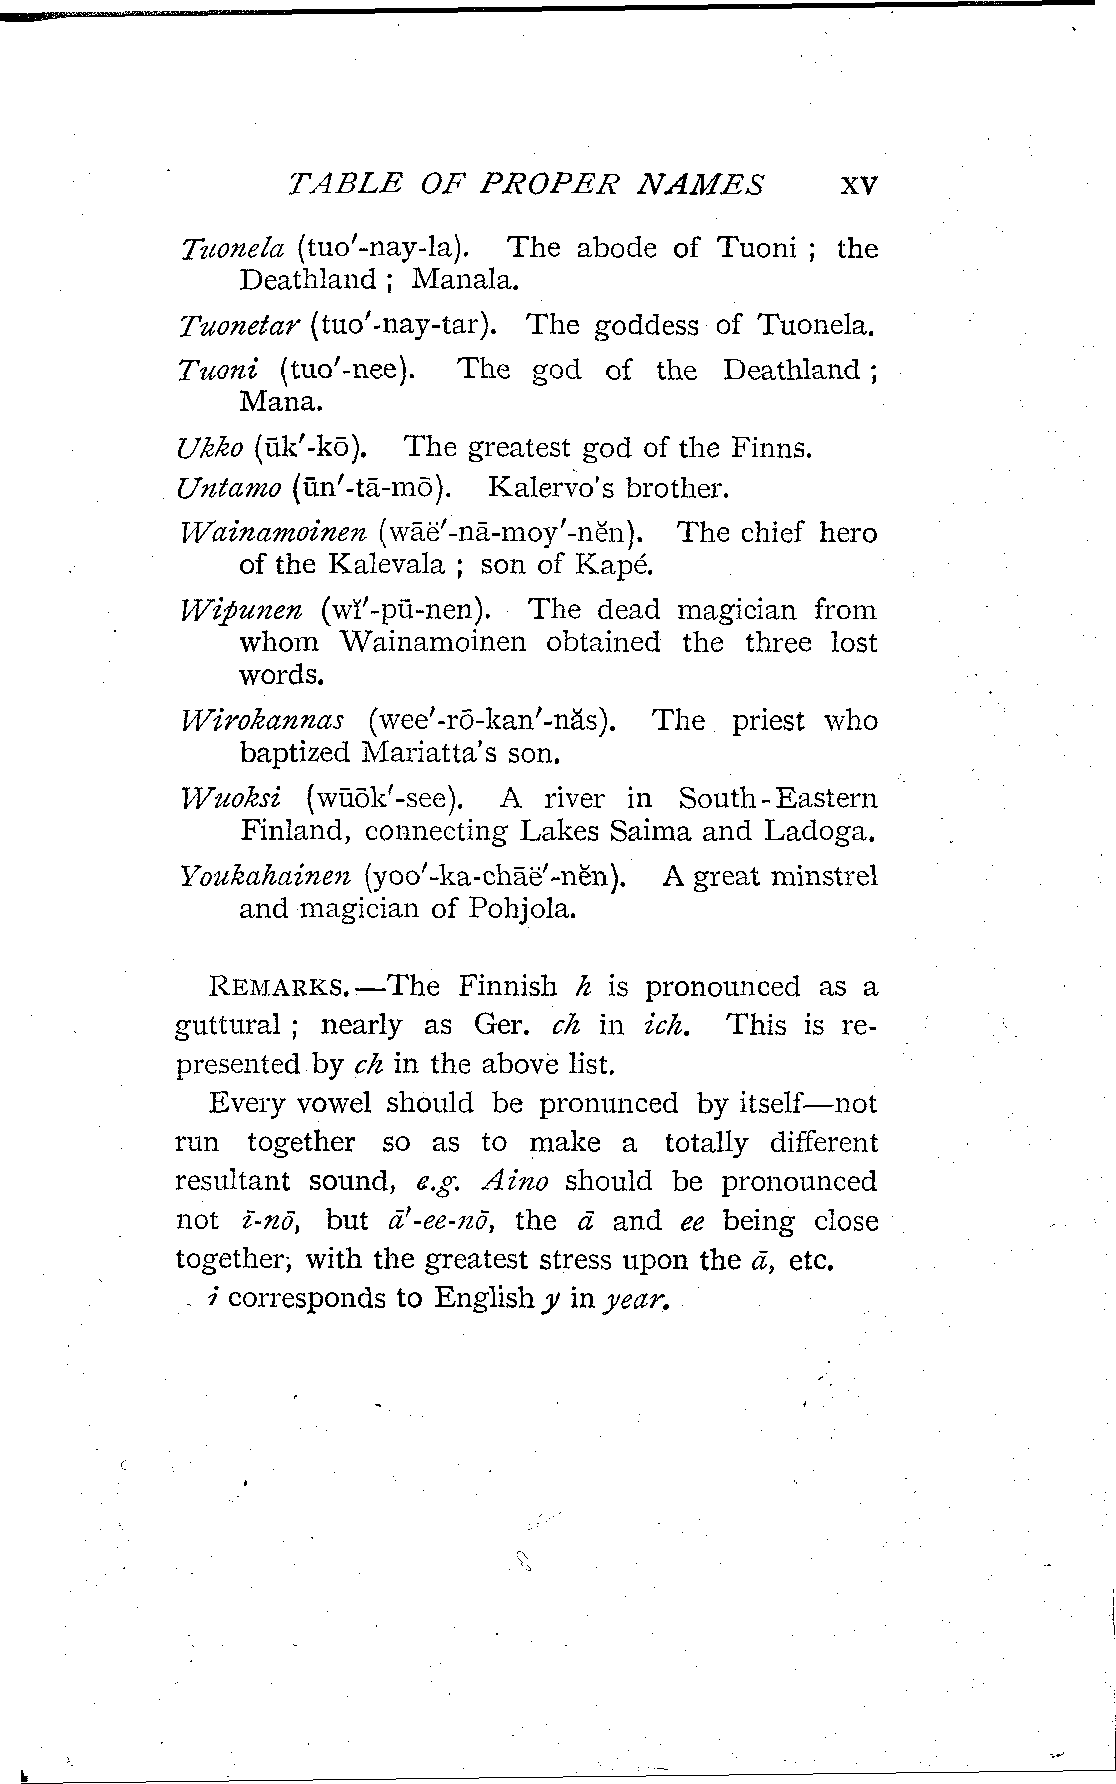 TABLE OF PROPER NAMES xv
Tuonela (tuo′-nay-la). The abode of Tuoni ; the
Deathland ; Manala.
Tuonetar (tuo′-nay-tar). The goddess of Tuonela.
Tuoni (tuo′-nee). The god of the Deathland ;
Mana.
Ukko (ūk′-kō). The greatest god of the Finns.
Untamo (ūn′-tā-mō). Kalervo's brother.
Wainamoinen (wāë′-nā-moy′-nĕn). The chief hero
of the Kalevala ; son of Kapé.
Wipunen (wĭ′-pū-nen). The dead magician from
whom Wainamoinen obtained the three lost
words.
Wirokannas (wee′-rō-kan′-năs). The priest who
baptized Mariatta's son.
Wuoksi (wūōk′-see). A river in South-Eastern
Finland, connecting Lakes Saima and Ladoga.
Youkahainen (yoo′-ka-chāë′-nĕn). A great minstrel
and magician of Pohjola.
REMARKS.—The Finnish h is pronounced as a
guttural ; nearly as Ger. ch in ich. This is re-
presented by ch in the above list.
Every vowel should be pronunced by itself—not
run together so as to make a totally different
resultant sound, e.g. Aino should be pronounced
not ī-nō, but ā′-ee-nō, the ā and ee being close
together; with the greatest stress upon the ā, etc.
i corresponds to English y in year.